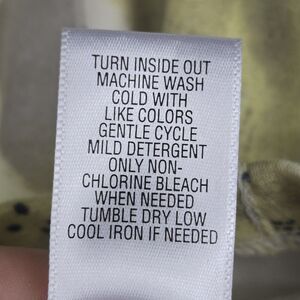 TURN INSIDE OUT
MACHINE WASH
COLD WITH
LIKE COLORS
GENTLE CYCLE
MILD DETERGENT
ONLY NON-
CHLORINE BLEACH
WHEN NEEDED
TUMBLE DRY LOW
COOL IRON IF NEEDED